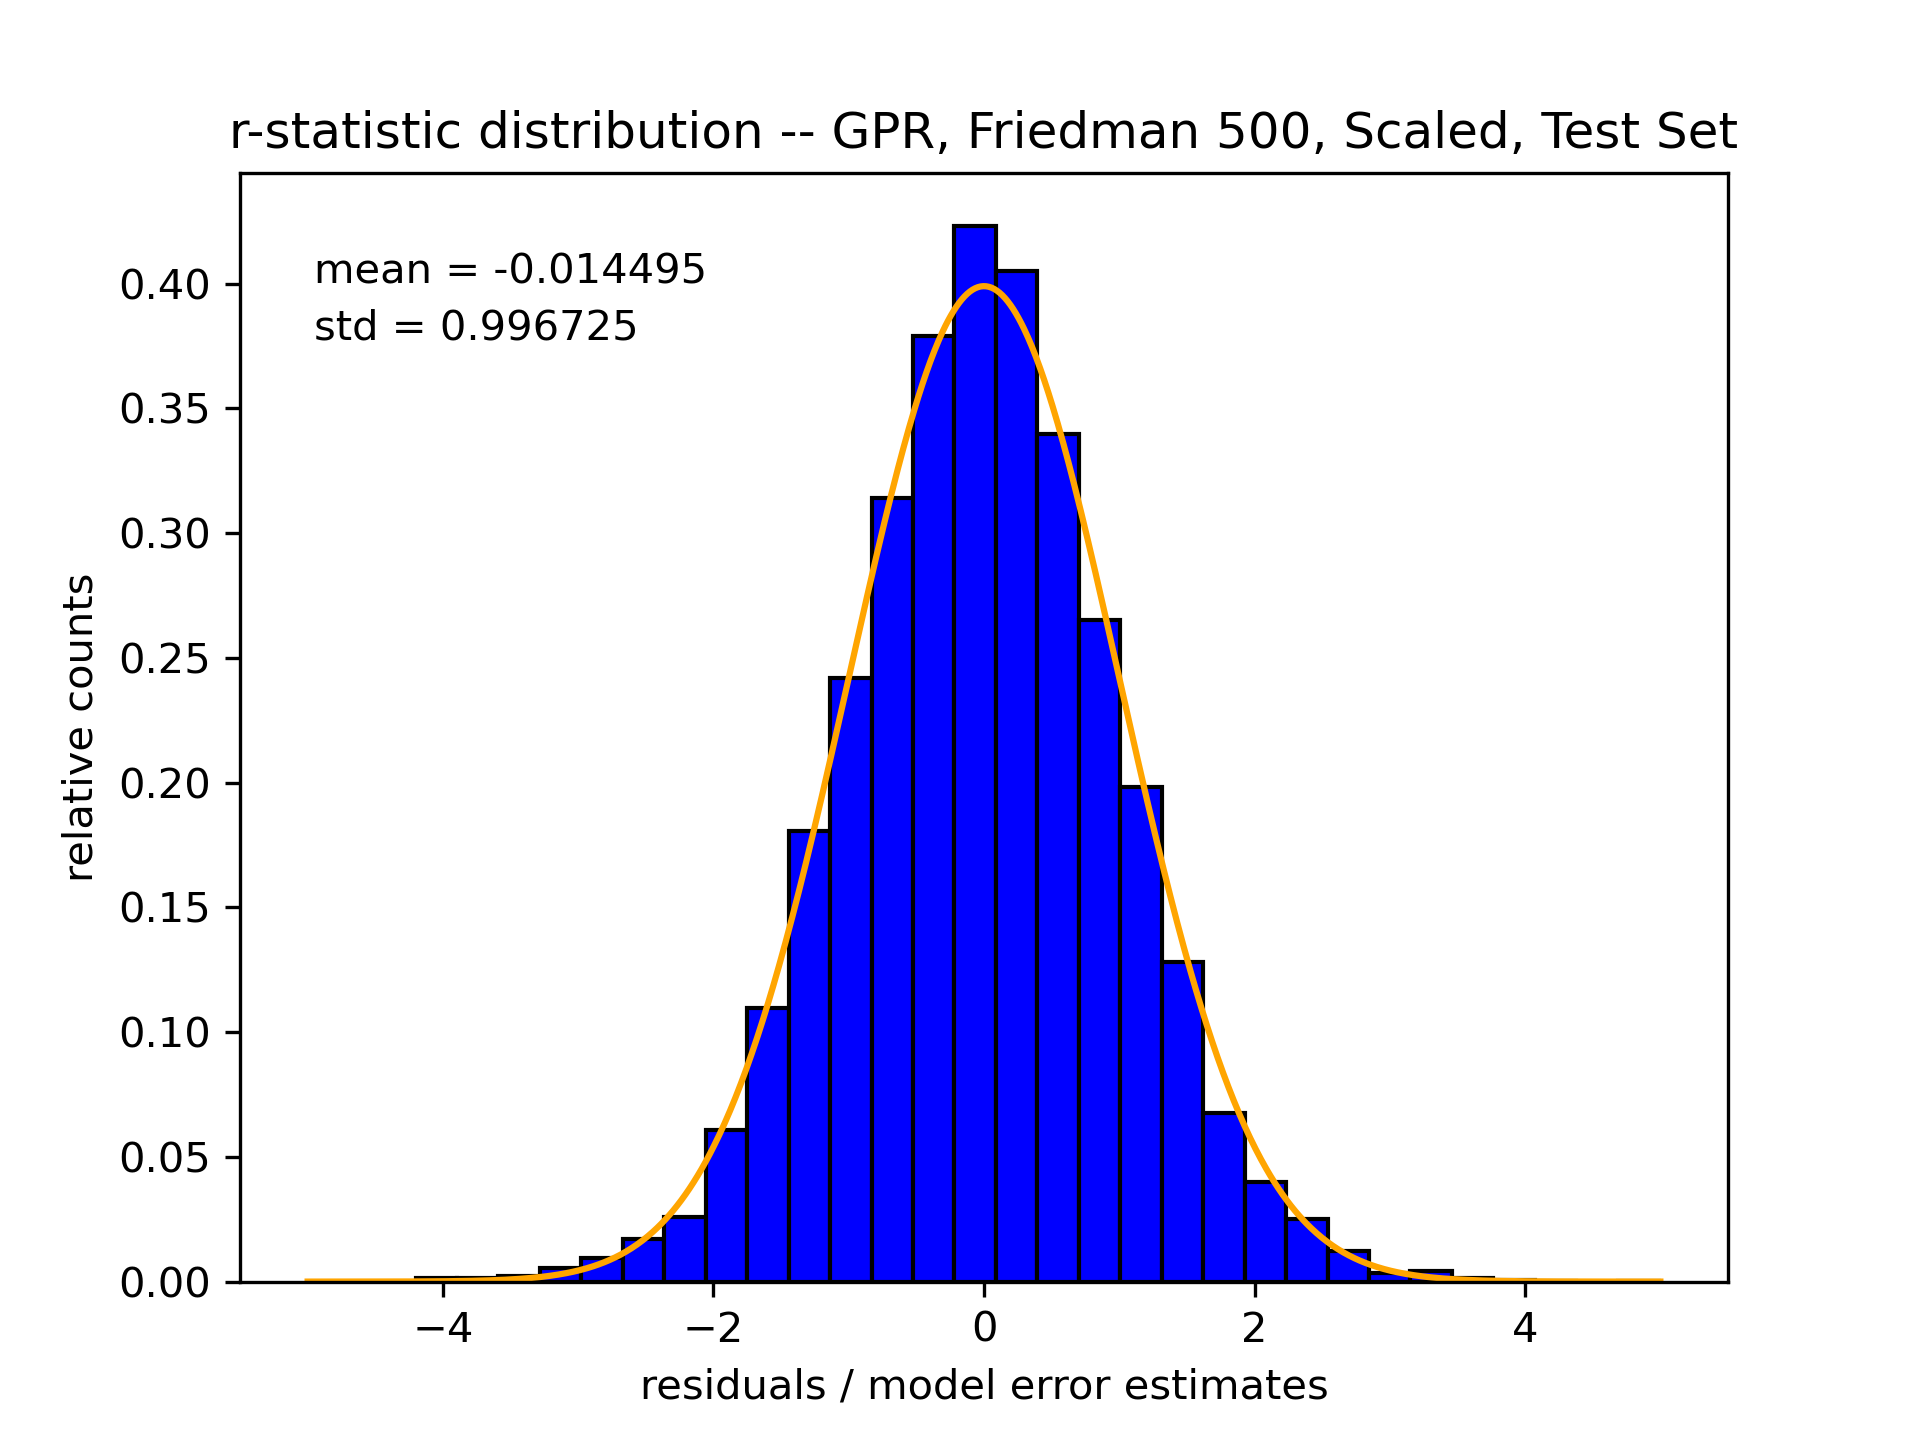 r-statistic distribution -- GPR, Friedman 500, Scaled, Test Set
mean = -0.014495
std = 0.996725
0.40
0.35
0.30
0.25
0.20
0.15
0.10
0.05
0.00
relative counts
−4 −2 0 2 4
residuals / model error estimates